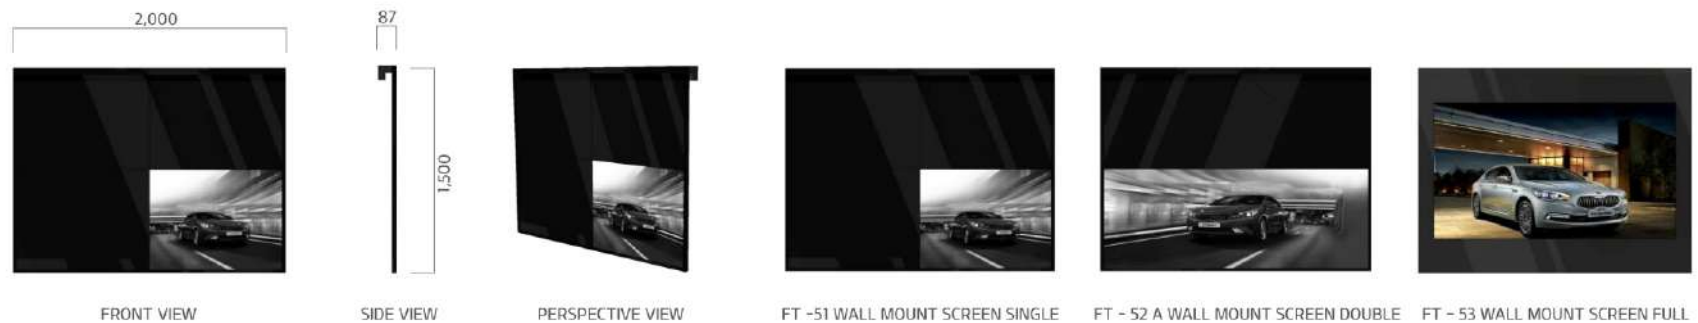 2,000
87
1,500
FRONT VIEW
SIDE VIEW
PERSPECTIVE VIEW
FT -51 WALL MOUNT SCREEN SINGLE
FT - 52 A WALL MOUNT SCREEN DOUBLE
FT - 53 WALL MOUNT SCREEN FULL